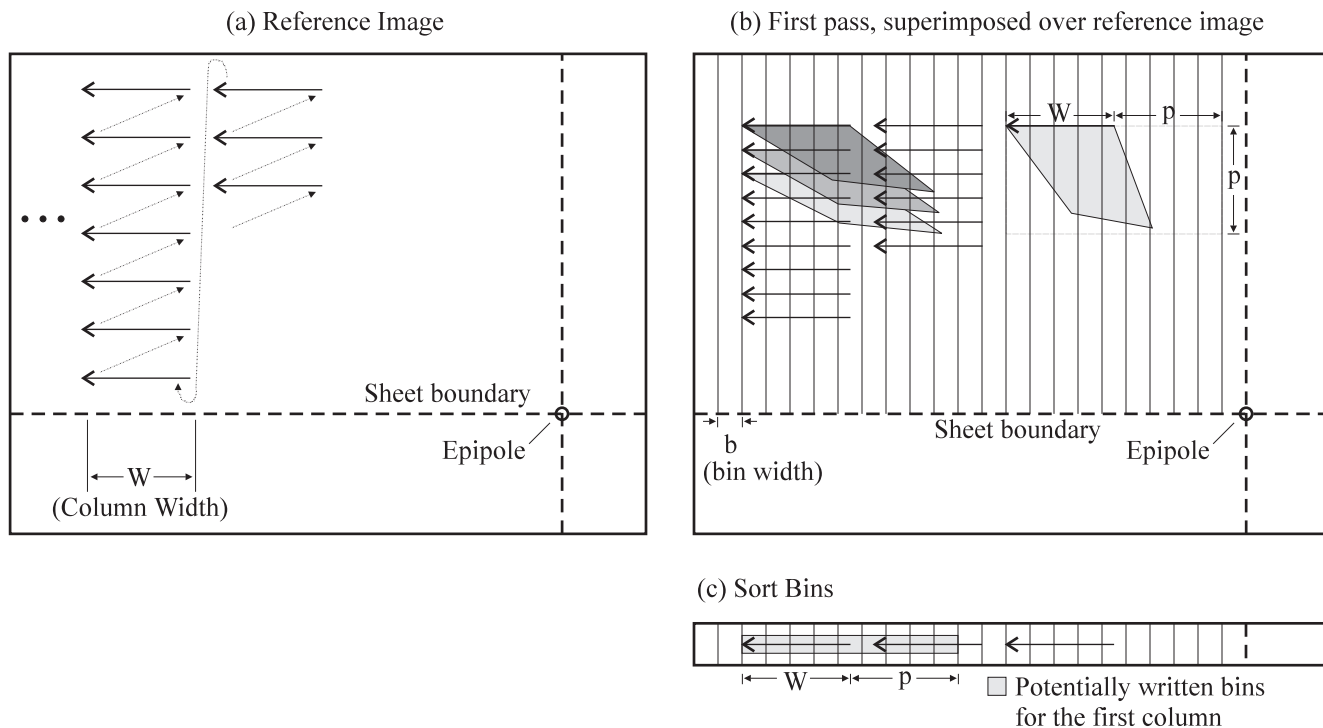 (a) Reference Image
(b) First pass, superimposed over reference image
W
p
p
Sheet boundary
Epipole
W
(Column Width)
Sheet boundary
Epipole
b
(bin width)
(c) Sort Bins
W
p
Potentially written bins
for the first column